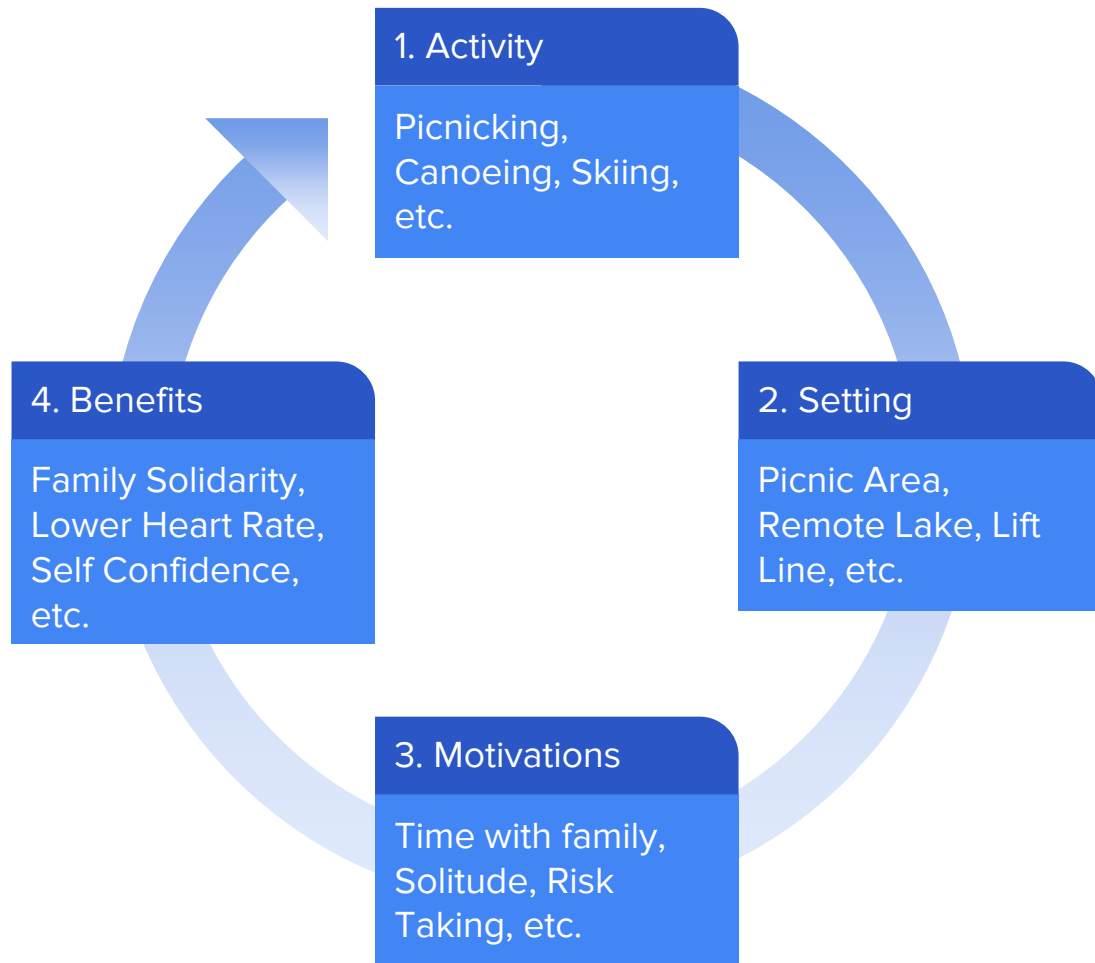 1. Activity
Picnicking,
Canoeing, Skiing,
etc.
2. Setting
Picnic Area,
Remote Lake, Lift
Line, etc.
3. Motivations
Time with family,
Solitude, Risk
Taking, etc.
4. Benefits
Family Solidarity,
Lower Heart Rate,
Self Confidence,
etc.